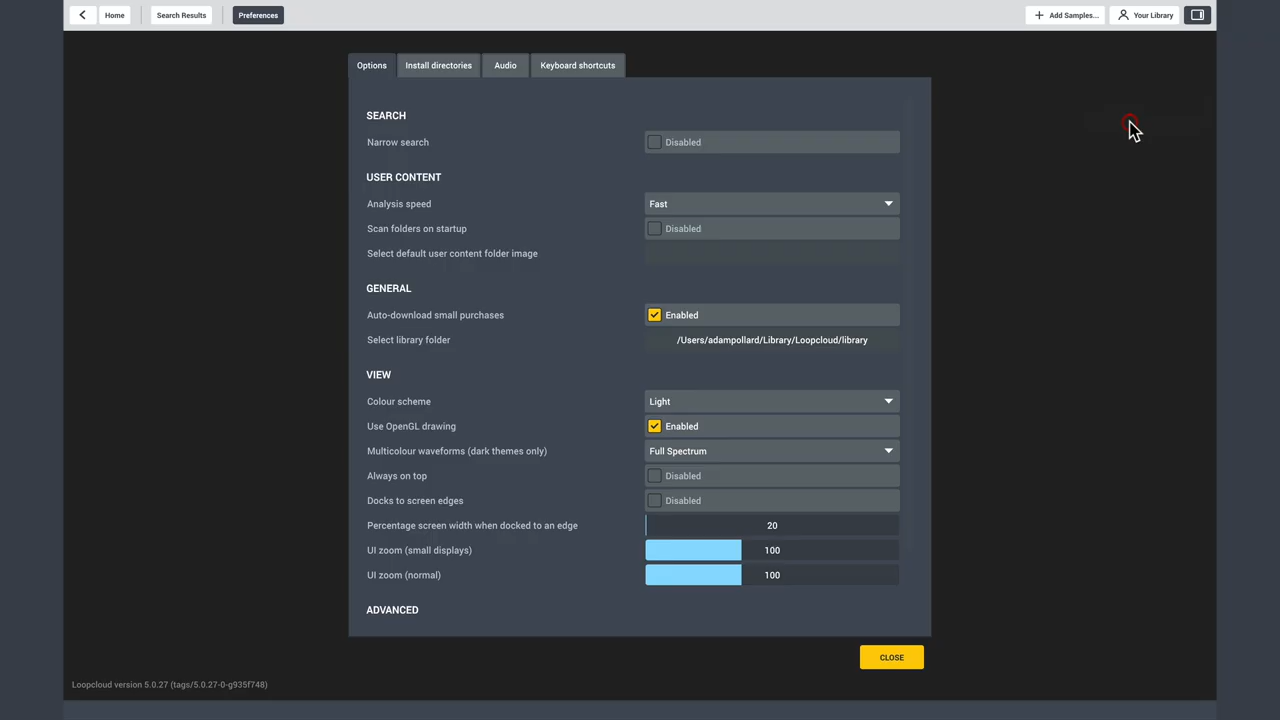 Home
Search Results
Preferences
Add Samples...
Your Library
Options
Install directories
Audio
Keyboard shortcuts
SEARCH
Narrow search
Disabled
USER CONTENT
Analysis speed
Fast
Scan folders on startup
Disabled
Select default user content folder image
GENERAL
Auto-download small purchases
Enabled
Select library folder
/Users/adampollard/Library/Loopcloud/library
VIEW
Colour scheme
Light
Use OpenGL drawing
Enabled
Multicolour waveforms (dark themes only)
Full Spectrum
Always on top
Disabled
Docks to screen edges
Disabled
Percentage screen width when docked to an edge
20
UI zoom (small displays)
100
UI zoom (normal)
100
ADVANCED
CLOSE
Loopcloud version 5.0.27 (tags/5.0.27-0-g935f748)